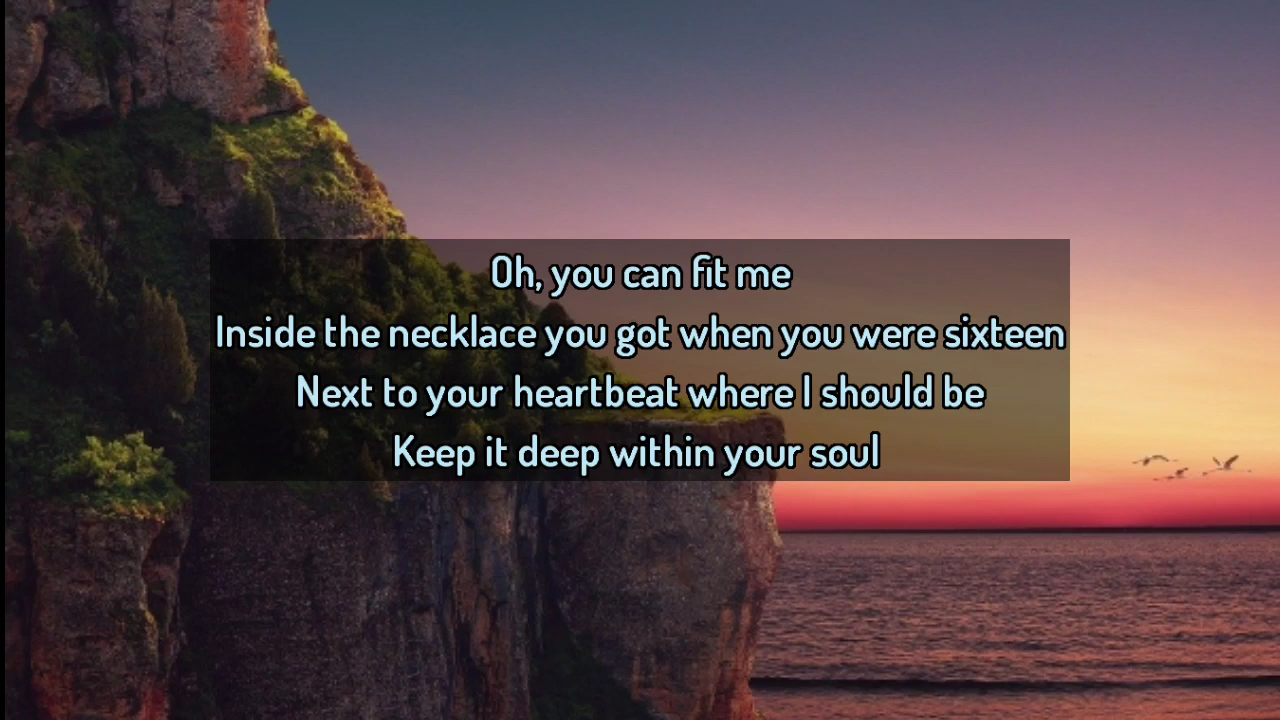 Oh, you can fit me
Inside the necklace you got when you were sixteen
Next to your heartbeat where I should be
Keep it deep within your soul